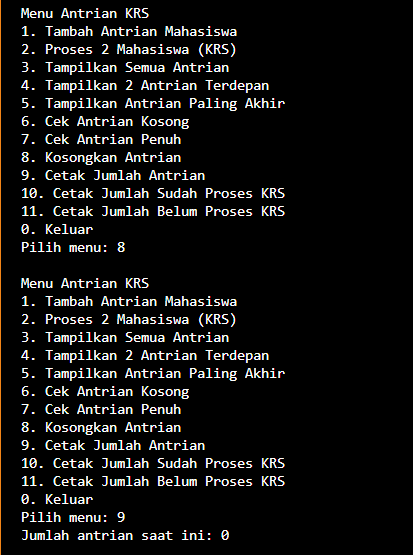 Menu Antrian KRS
1. Tambah Antrian Mahasiswa
2. Proses 2 Mahasiswa (KRS)
3. Tampilkan Semua Antrian
4. Tampilkan 2 Antrian Terdepan
5. Tampilkan Antrian Paling Akhir
6. Cek Antrian Kosong
7. Cek Antrian Penuh
8. Kosongkan Antrian
9. Cetak Jumlah Antrian
10. Cetak Jumlah Sudah Proses KRS
11. Cetak Jumlah Belum Proses KRS
0. Keluar
Pilih menu: 8

Menu Antrian KRS
1. Tambah Antrian Mahasiswa
2. Proses 2 Mahasiswa (KRS)
3. Tampilkan Semua Antrian
4. Tampilkan 2 Antrian Terdepan
5. Tampilkan Antrian Paling Akhir
6. Cek Antrian Kosong
7. Cek Antrian Penuh
8. Kosongkan Antrian
9. Cetak Jumlah Antrian
10. Cetak Jumlah Sudah Proses KRS
11. Cetak Jumlah Belum Proses KRS
0. Keluar
Pilih menu: 9
Jumlah antrian saat ini: 0